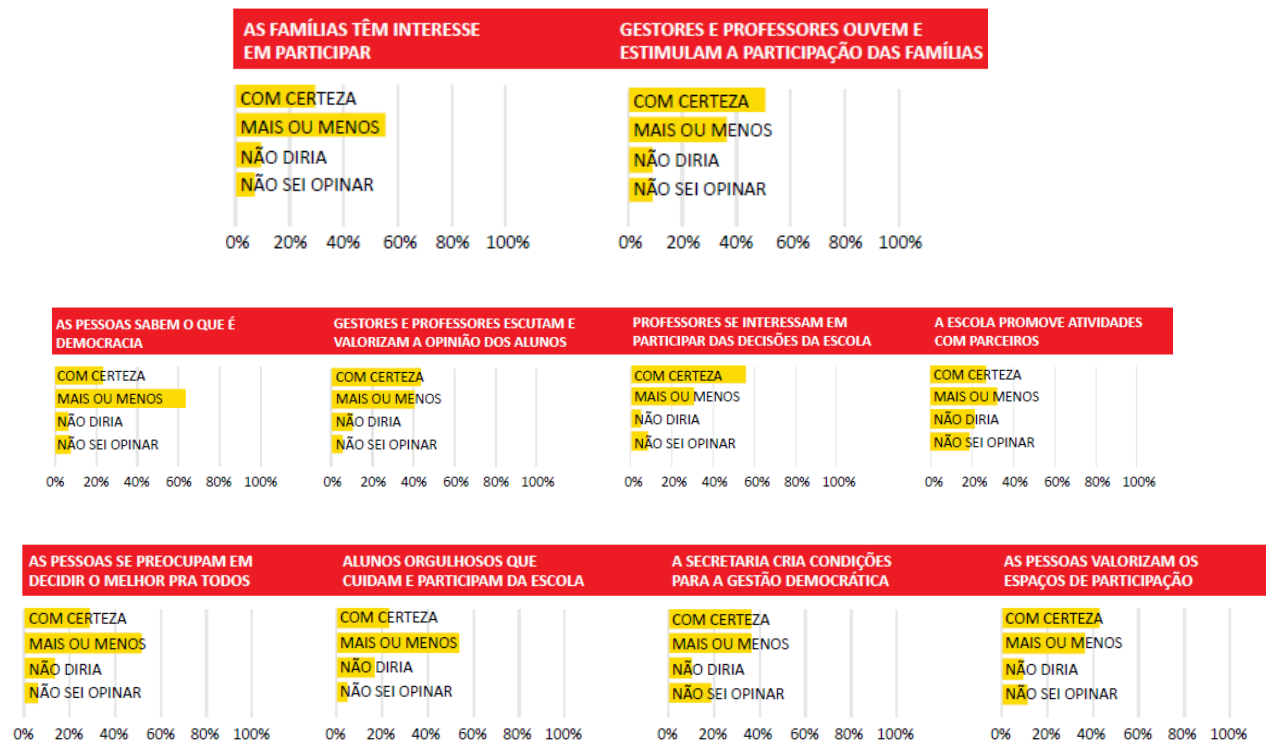 AS FAMÍLIAS TÊM INTERESSE
EM PARTICIPAR
COM CERTEZA
MAIS OU MENOS
NÃO DIRIA
NÃO SEI OPINAR
0% 20% 40% 60% 80% 100%
GESTORES E PROFESSORES OUVEM E
ESTIMULAM A PARTICIPAÇÃO DAS FAMÍLIAS
COM CERTEZA
MAIS OU MENOS
NÃO DIRIA
NÃO SEI OPINAR
0% 20% 40% 60% 80% 100%
AS PESSOAS SABEM O QUE É
DEMOCRACIA
COM CERTEZA
MAIS OU MENOS
NÃO DIRIA
NÃO SEI OPINAR
0% 20% 40% 60% 80% 100%
GESTORES E PROFESSORES ESCUTAM E
VALORIZAM A OPINIÃO DOS ALUNOS
COM CERTEZA
MAIS OU MENOS
NÃO DIRIA
NÃO SEI OPINAR
0% 20% 40% 60% 80% 100%
PROFESSORES SE INTERESSAM EM
PARTICIPAR DAS DECISÕES DA ESCOLA
COM CERTEZA
MAIS OU MENOS
NÃO DIRIA
NÃO SEI OPINAR
0% 20% 40% 60% 80% 100%
A ESCOLA PROMOVE ATIVIDADES
COM PARCEIROS
COM CERTEZA
MAIS OU MENOS
NÃO DIRIA
NÃO SEI OPINAR
0% 20% 40% 60% 80% 100%
AS PESSOAS SE PREOCUPAM EM
DECIDIR O MELHOR PRA TODOS
COM CERTEZA
MAIS OU MENOS
NÃO DIRIA
NÃO SEI OPINAR
0% 20% 40% 60% 80% 100%
ALUNOS ORGULHOSOS QUE
CUIDAM E PARTICIPAM DA ESCOLA
COM CERTEZA
MAIS OU MENOS
NÃO DIRIA
NÃO SEI OPINAR
0% 20% 40% 60% 80% 100%
A SECRETARIA CRIA CONDIÇÕES
PARA A GESTÃO DEMOCRÁTICA
COM CERTEZA
MAIS OU MENOS
NÃO DIRIA
NÃO SEI OPINAR
0% 20% 40% 60% 80% 100%
AS PESSOAS VALORIZAM OS
ESPAÇOS DE PARTICIPAÇÃO
COM CERTEZA
MAIS OU MENOS
NÃO DIRIA
NÃO SEI OPINAR
0% 20% 40% 60% 80% 100%